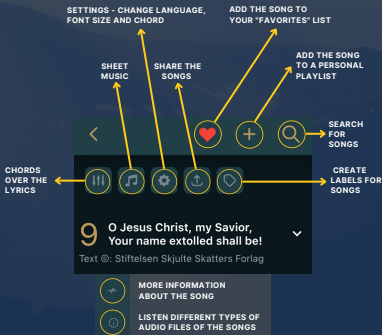 SETTINGS - CHANGE LANGUAGE,
FONT SIZE AND CHORD
ADD THE SONG TO
YOUR "FAVORITES" LIST
SHEET
MUSIC
SHARE THE
SONGS
ADD THE SONG
TO A PERSONAL
PLAYLIST
SEARCH
FOR
SONGS
CHORDS
OVER THE
LYRICS
CREATE
LABELS FOR
SONGS
9 O Jesus Christ, my Savior,
Your name extolled shall be!
Text ©: Stiftelsen Skjulte Skatters Forlag
MORE INFORMATION
ABOUT THE SONG
LISTEN DIFFERENT TYPES OF
AUDIO FILES OF THE SONGS